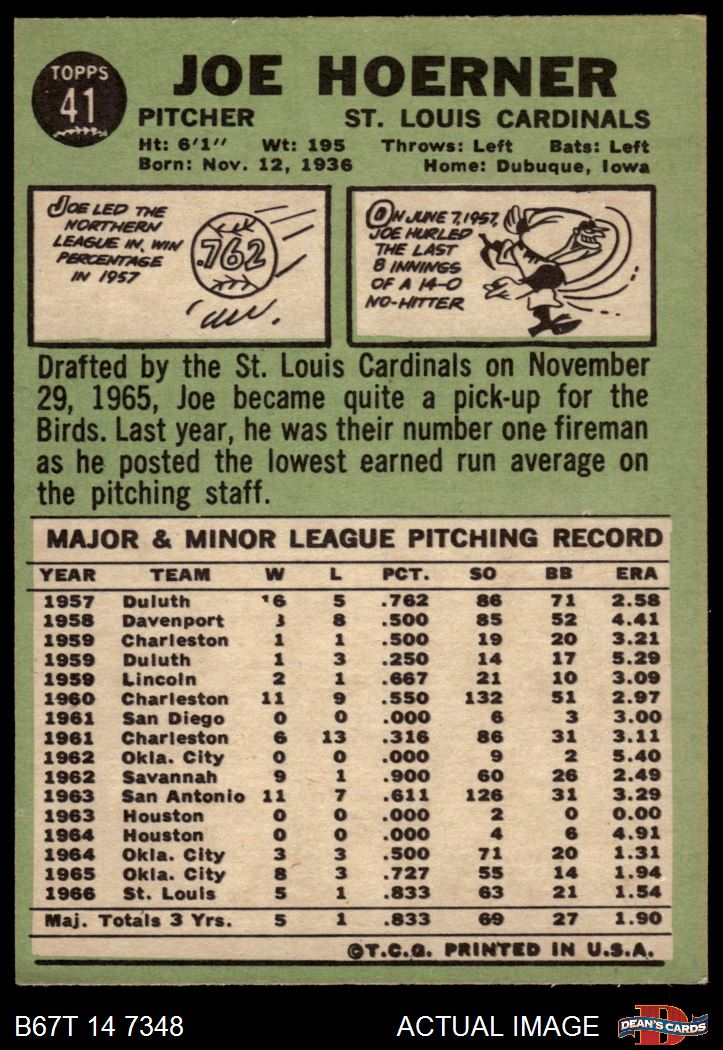 TOPPS
41
JOE HOERNER
PITCHER ST. LOUIS CARDINALS
Ht: 6'1" Wt: 195 Throws: Left Bats: Left
Born: Nov. 12, 1936 Home: Dubuque, Iowa
JOE LED THE
NORTHERN
LEAGUE IN WIN
PERCENTAGE
IN 1957
.762
ON JUNE 7, 1957,
JOE HURLED
THE LAST
8 INNINGS
OF A 14-0
NO-HITTER
Drafted by the St. Louis Cardinals on November
29, 1965, Joe became quite a pick-up for the
Birds. Last year, he was their number one fireman
as he posted the lowest earned run average on
the pitching staff.
MAJOR & MINOR LEAGUE PITCHING RECORD
YEAR TEAM W L PCT. SO BB ERA
1957 Duluth 16 5 .762 86 71 2.58
1958 Davenport 8 .500 85 52 4.41
1959 Charleston 1 1 .500 19 20 3.21
1959 Duluth 1 3 .250 14 17 5.29
1959 Lincoln 2 1 .667 21 10 3.09
1960 Charleston 11 9 .550 132 51 2.97
1961 San Diego 0 0 .000 6 3 3.00
1961 Charleston 6 13 .316 86 31 3.11
1962 Okla. City 0 0 .000 9 2 5.40
1962 Savannah 9 1 .900 60 26 2.49
1963 San Antonio 11 7 .611 126 31 3.29
1963 Houston 0 0 .000 2 0 0.00
1964 Houston 0 0 .000 4 6 4.91
1964 Okla. City 3 3 .500 71 20 1.31
1965 Okla. City 8 3 .727 55 14 1.94
1966 St. Louis 5 1 .833 63 21 1.54
Maj. Totals 3 Yrs. 5 1 .833 69 27 1.90
©T.C.G. PRINTED IN U.S.A.
B67T 14 7348 ACTUAL IMAGE
DEAN'S CARDS